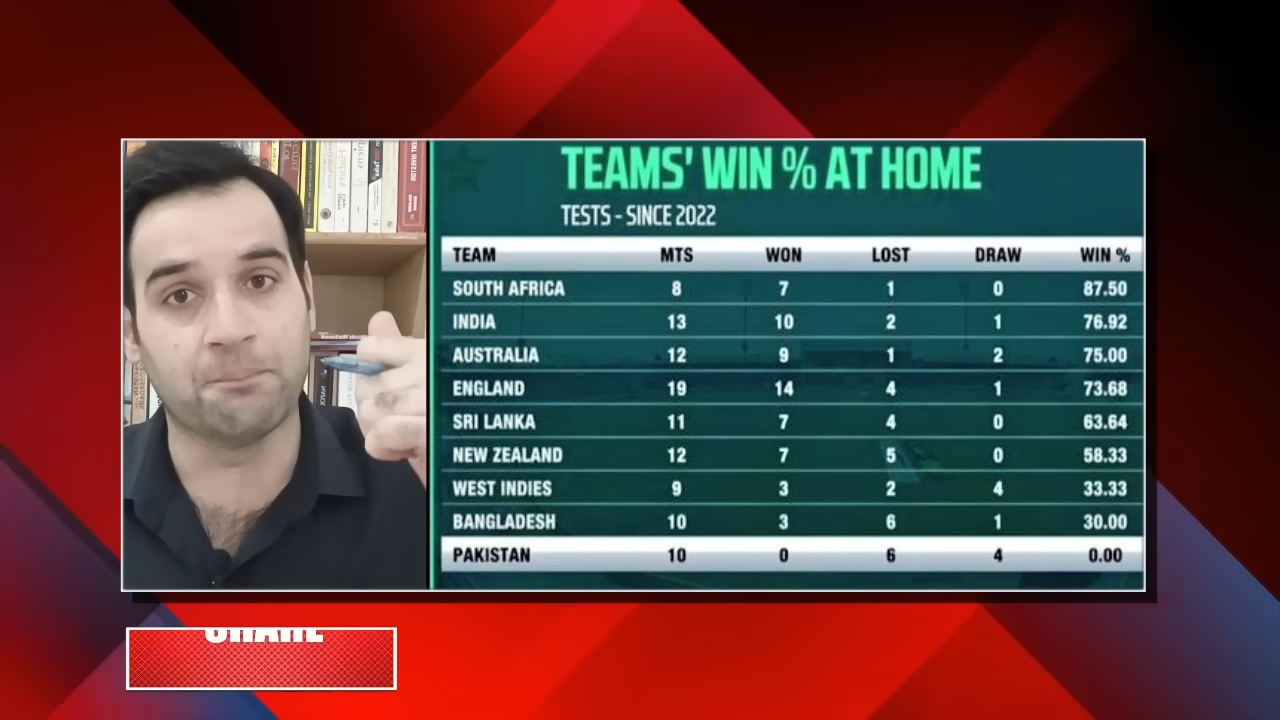 TEAMS' WIN % AT HOME
TESTS - SINCE 2022
TEAM MTS WON LOST DRAW WIN %
SOUTH AFRICA 8 7 1 0 87.50
INDIA 13 10 2 1 76.92
AUSTRALIA 12 9 1 2 75.00
ENGLAND 19 14 4 1 73.68
SRI LANKA 11 7 4 0 63.64
NEW ZEALAND 12 7 5 0 58.33
WEST INDIES 9 3 2 4 33.33
BANGLADESH 10 3 6 1 30.00
PAKISTAN 10 0 6 4 0.00
SHARE